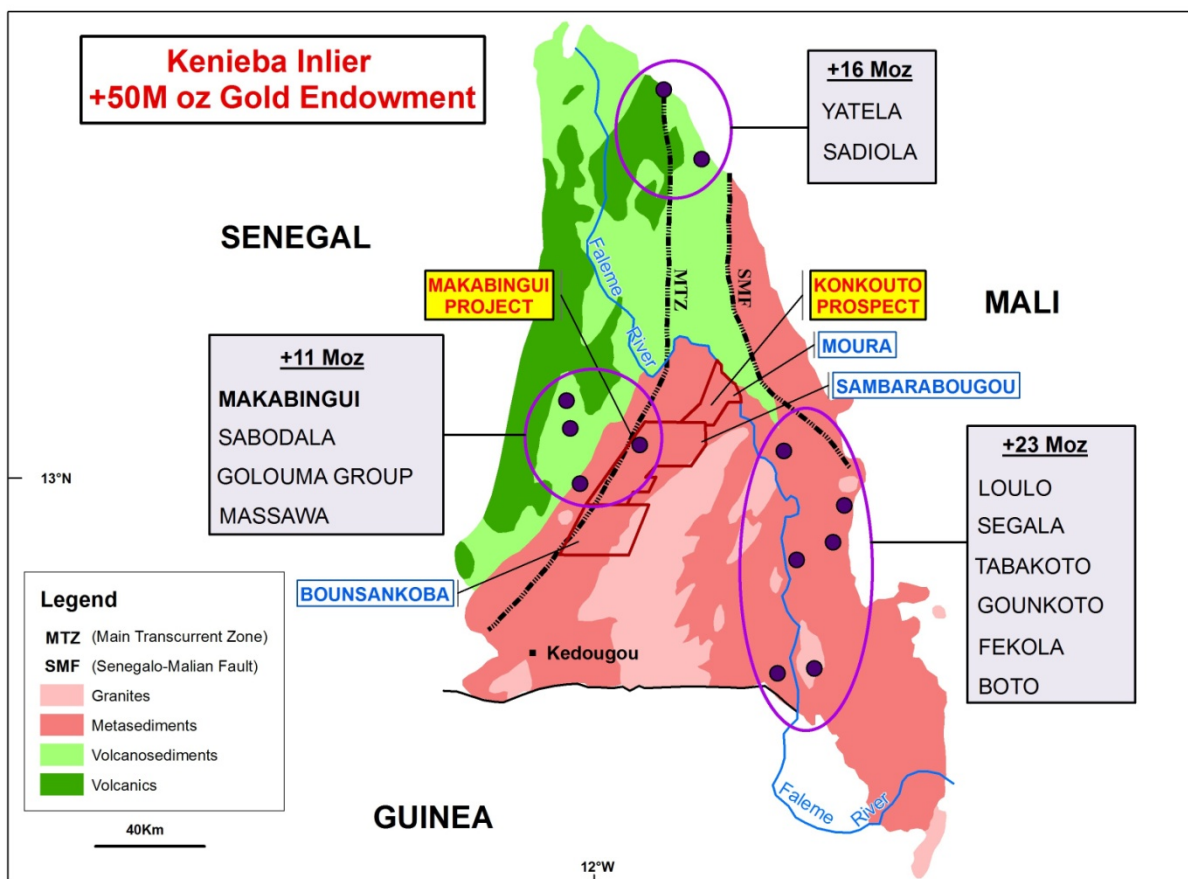 Kenieba Inlier
+50M oz Gold Endowment
+16 Moz
YATELA
SADIOLA
SENEGAL
Faleme
River
MTZ
SMF
MAKABINGUI
PROJECT
KONKOUTO
PROSPECT
MALI
MOURA
SAMBARABOUGOU
+11 Moz
MAKABINGUI
SABODALA
GOLOUMA GROUP
MASSAWA
+23 Moz
LOULO
SEGALA
TABAKOTO
GOUNKOTO
FEKOLA
BOTO
13°N
BOUNSANKOBA
Kedougou
Legend
MTZ (Main Transcurrent Zone)
SMF (Senegalo-Malian Fault)
Granites
Metasediments
Volcanosediments
Volcanics
40Km
GUINEA
Faleme River
12°W